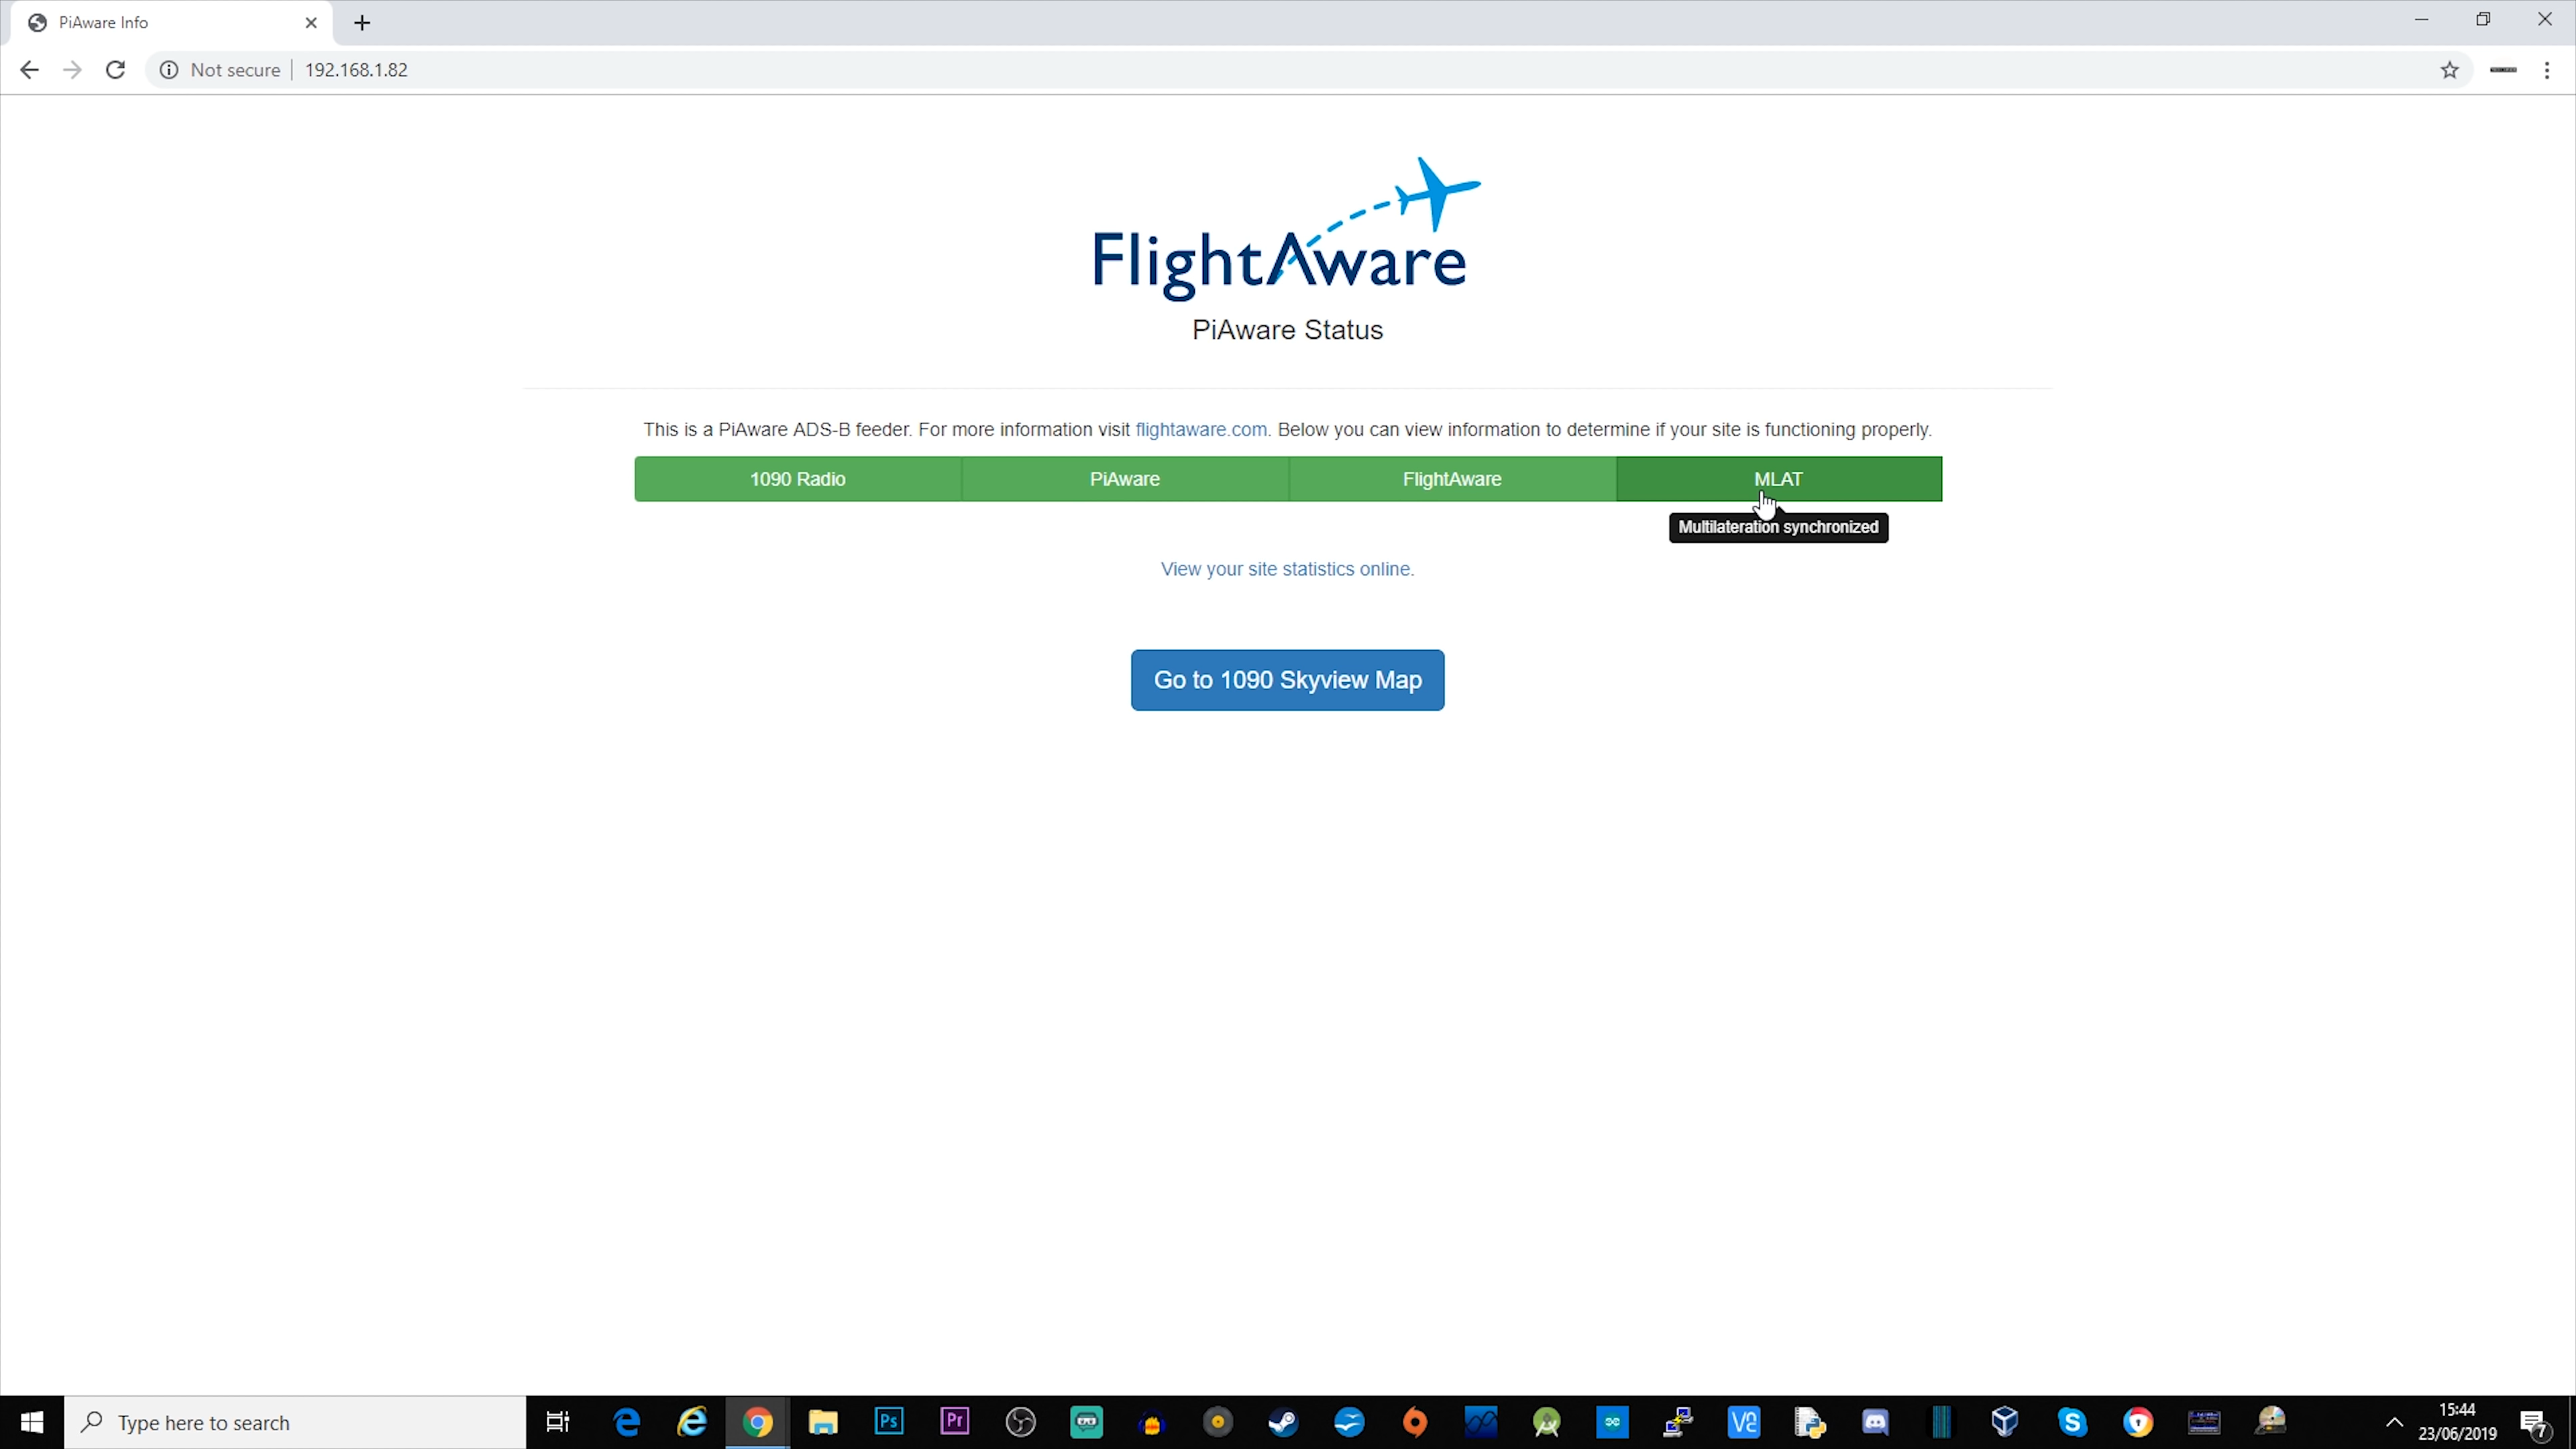 PiAware Info
Not secure
192.168.1.82
FlightAware
PiAware Status
This is a PiAware ADS-B feeder. For more information visit flightaware.com. Below you can view information to determine if your site is functioning properly.
1090 Radio
PiAware
FlightAware
MLAT
Multilateration synchronized
View your site statistics online.
Go to 1090 Skyview Map
Type here to search
Ps
Pr
15:44
23/06/2019
7